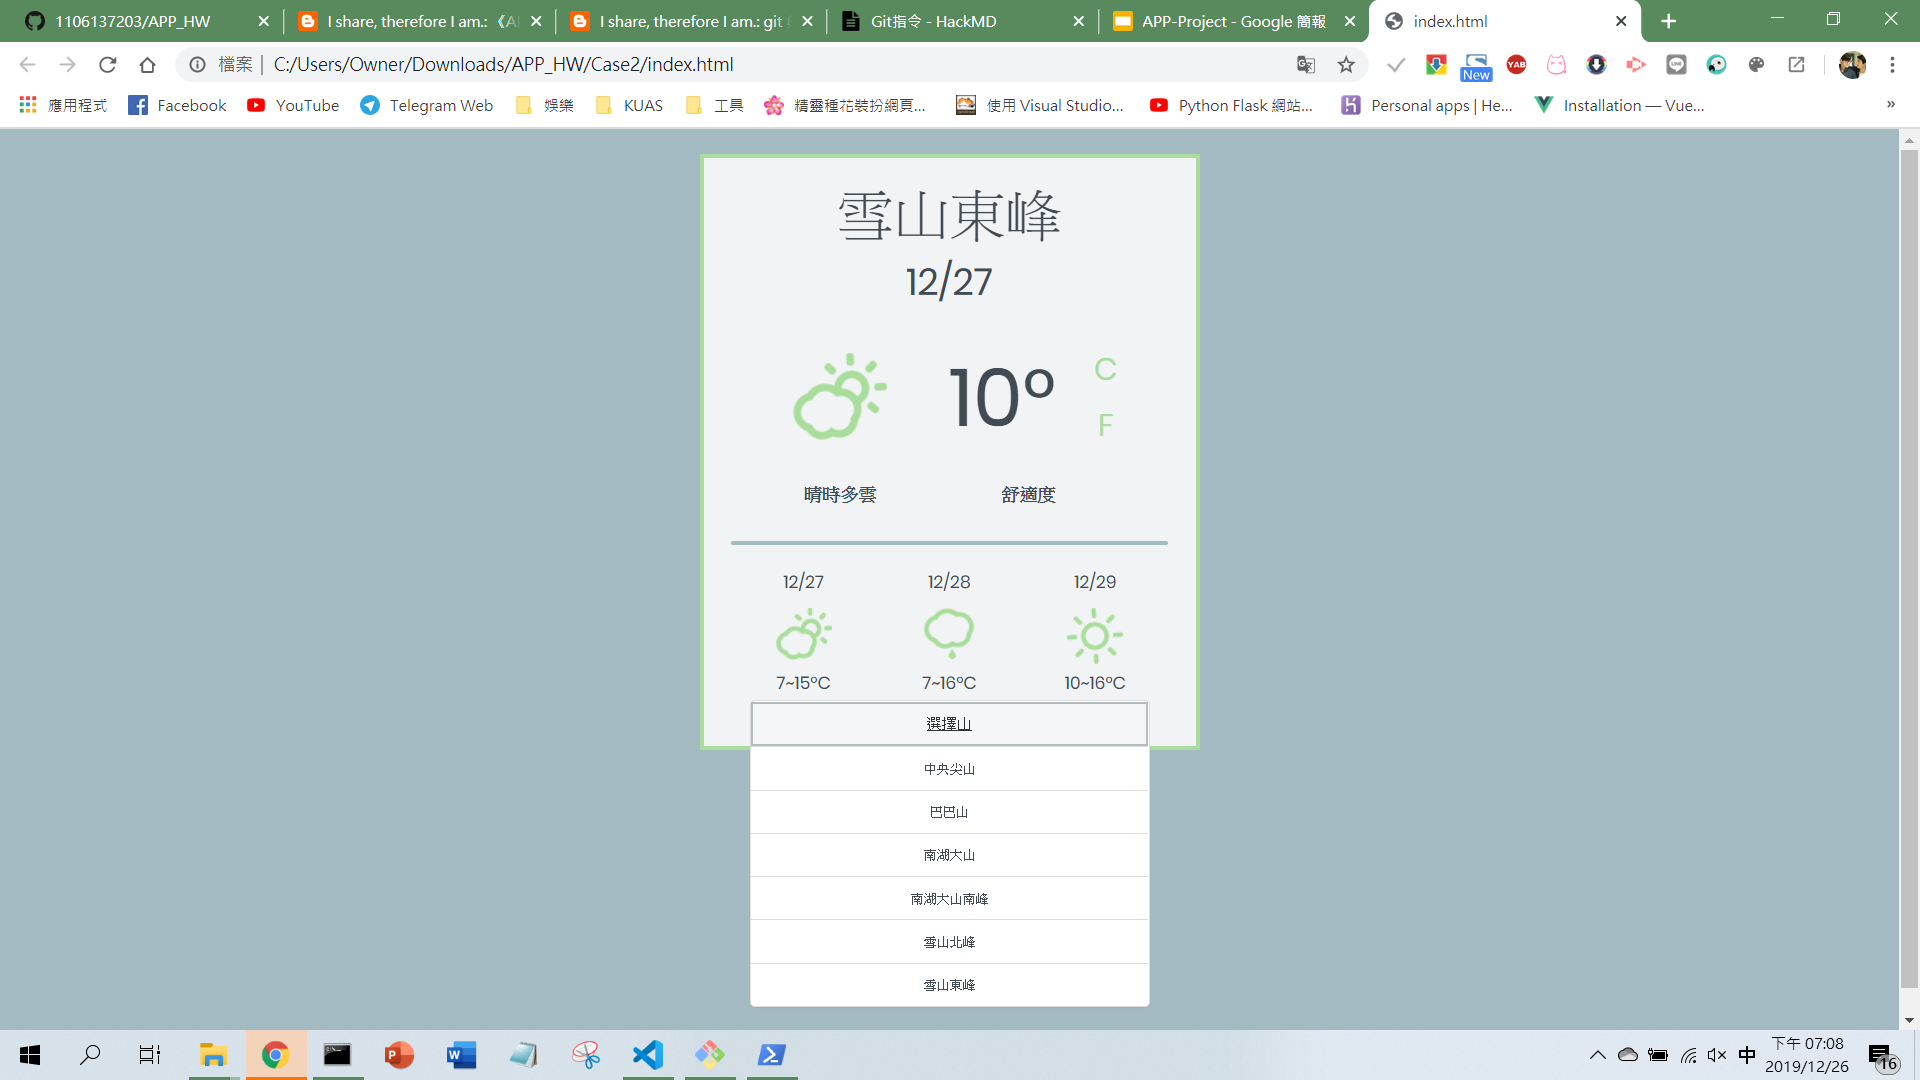 1106137203/APP_HW
I share, therefore I am.: 《A
I share, therefore I am.: git
Git指令 - HackMD
APP-Project - Google 簡報
index.html
檔案 | C:/Users/Owner/Downloads/APP_HW/Case2/index.html
New
YAB
應用程式
Facebook
YouTube
Telegram Web
娛樂
KUAS
工具
精靈種花裝扮網頁...
使用 Visual Studio...
Python Flask 網站...
Personal apps | He...
Installation — Vue...
»
雪山東峰
12/27
10°
C
F
晴時多雲
舒適度
12/27
12/28
12/29
7~15°C
7~16°C
10~16°C
選擇山
中央尖山
巴巴山
南湖大山
南湖大山南峰
雪山北峰
雪山東峰
中
下午 07:08
2019/12/26
16